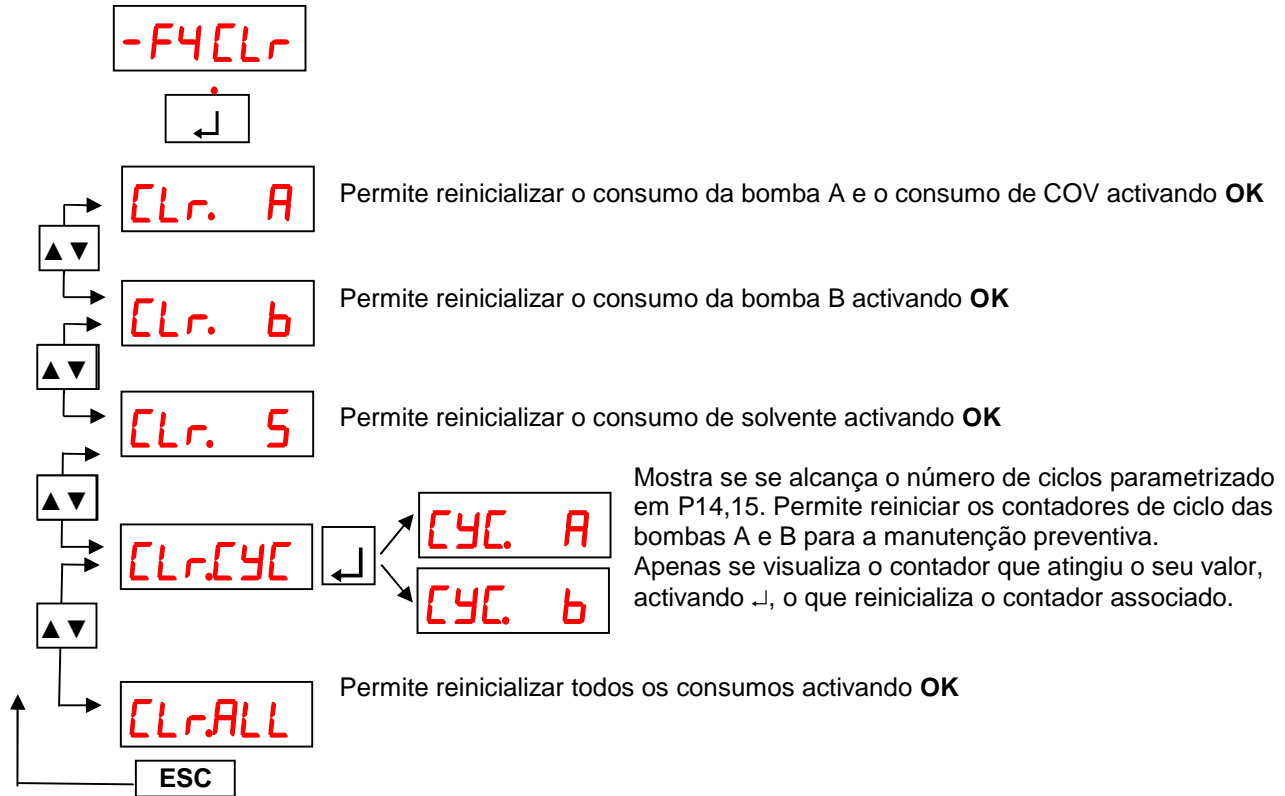 -F4CLr
↵
CLr. A
Permite reinicializar o consumo da bomba A e o consumo de COV activando OK
▲▼
CLr. b
Permite reinicializar o consumo da bomba B activando OK
▲▼
CLr. S
Permite reinicializar o consumo de solvente activando OK
▲▼
CLr.CYC
↵
CYC. A
CYC. b
Mostra se se alcança o número de ciclos parametrizado
em P14,15. Permite reiniciar os contadores de ciclo das
bombas A e B para a manutenção preventiva.
Apenas se visualiza o contador que atingiu o seu valor,
activando ↵, o que reinicializa o contador associado.
▲▼
CLr.ALL
Permite reinicializar todos os consumos activando OK
ESC